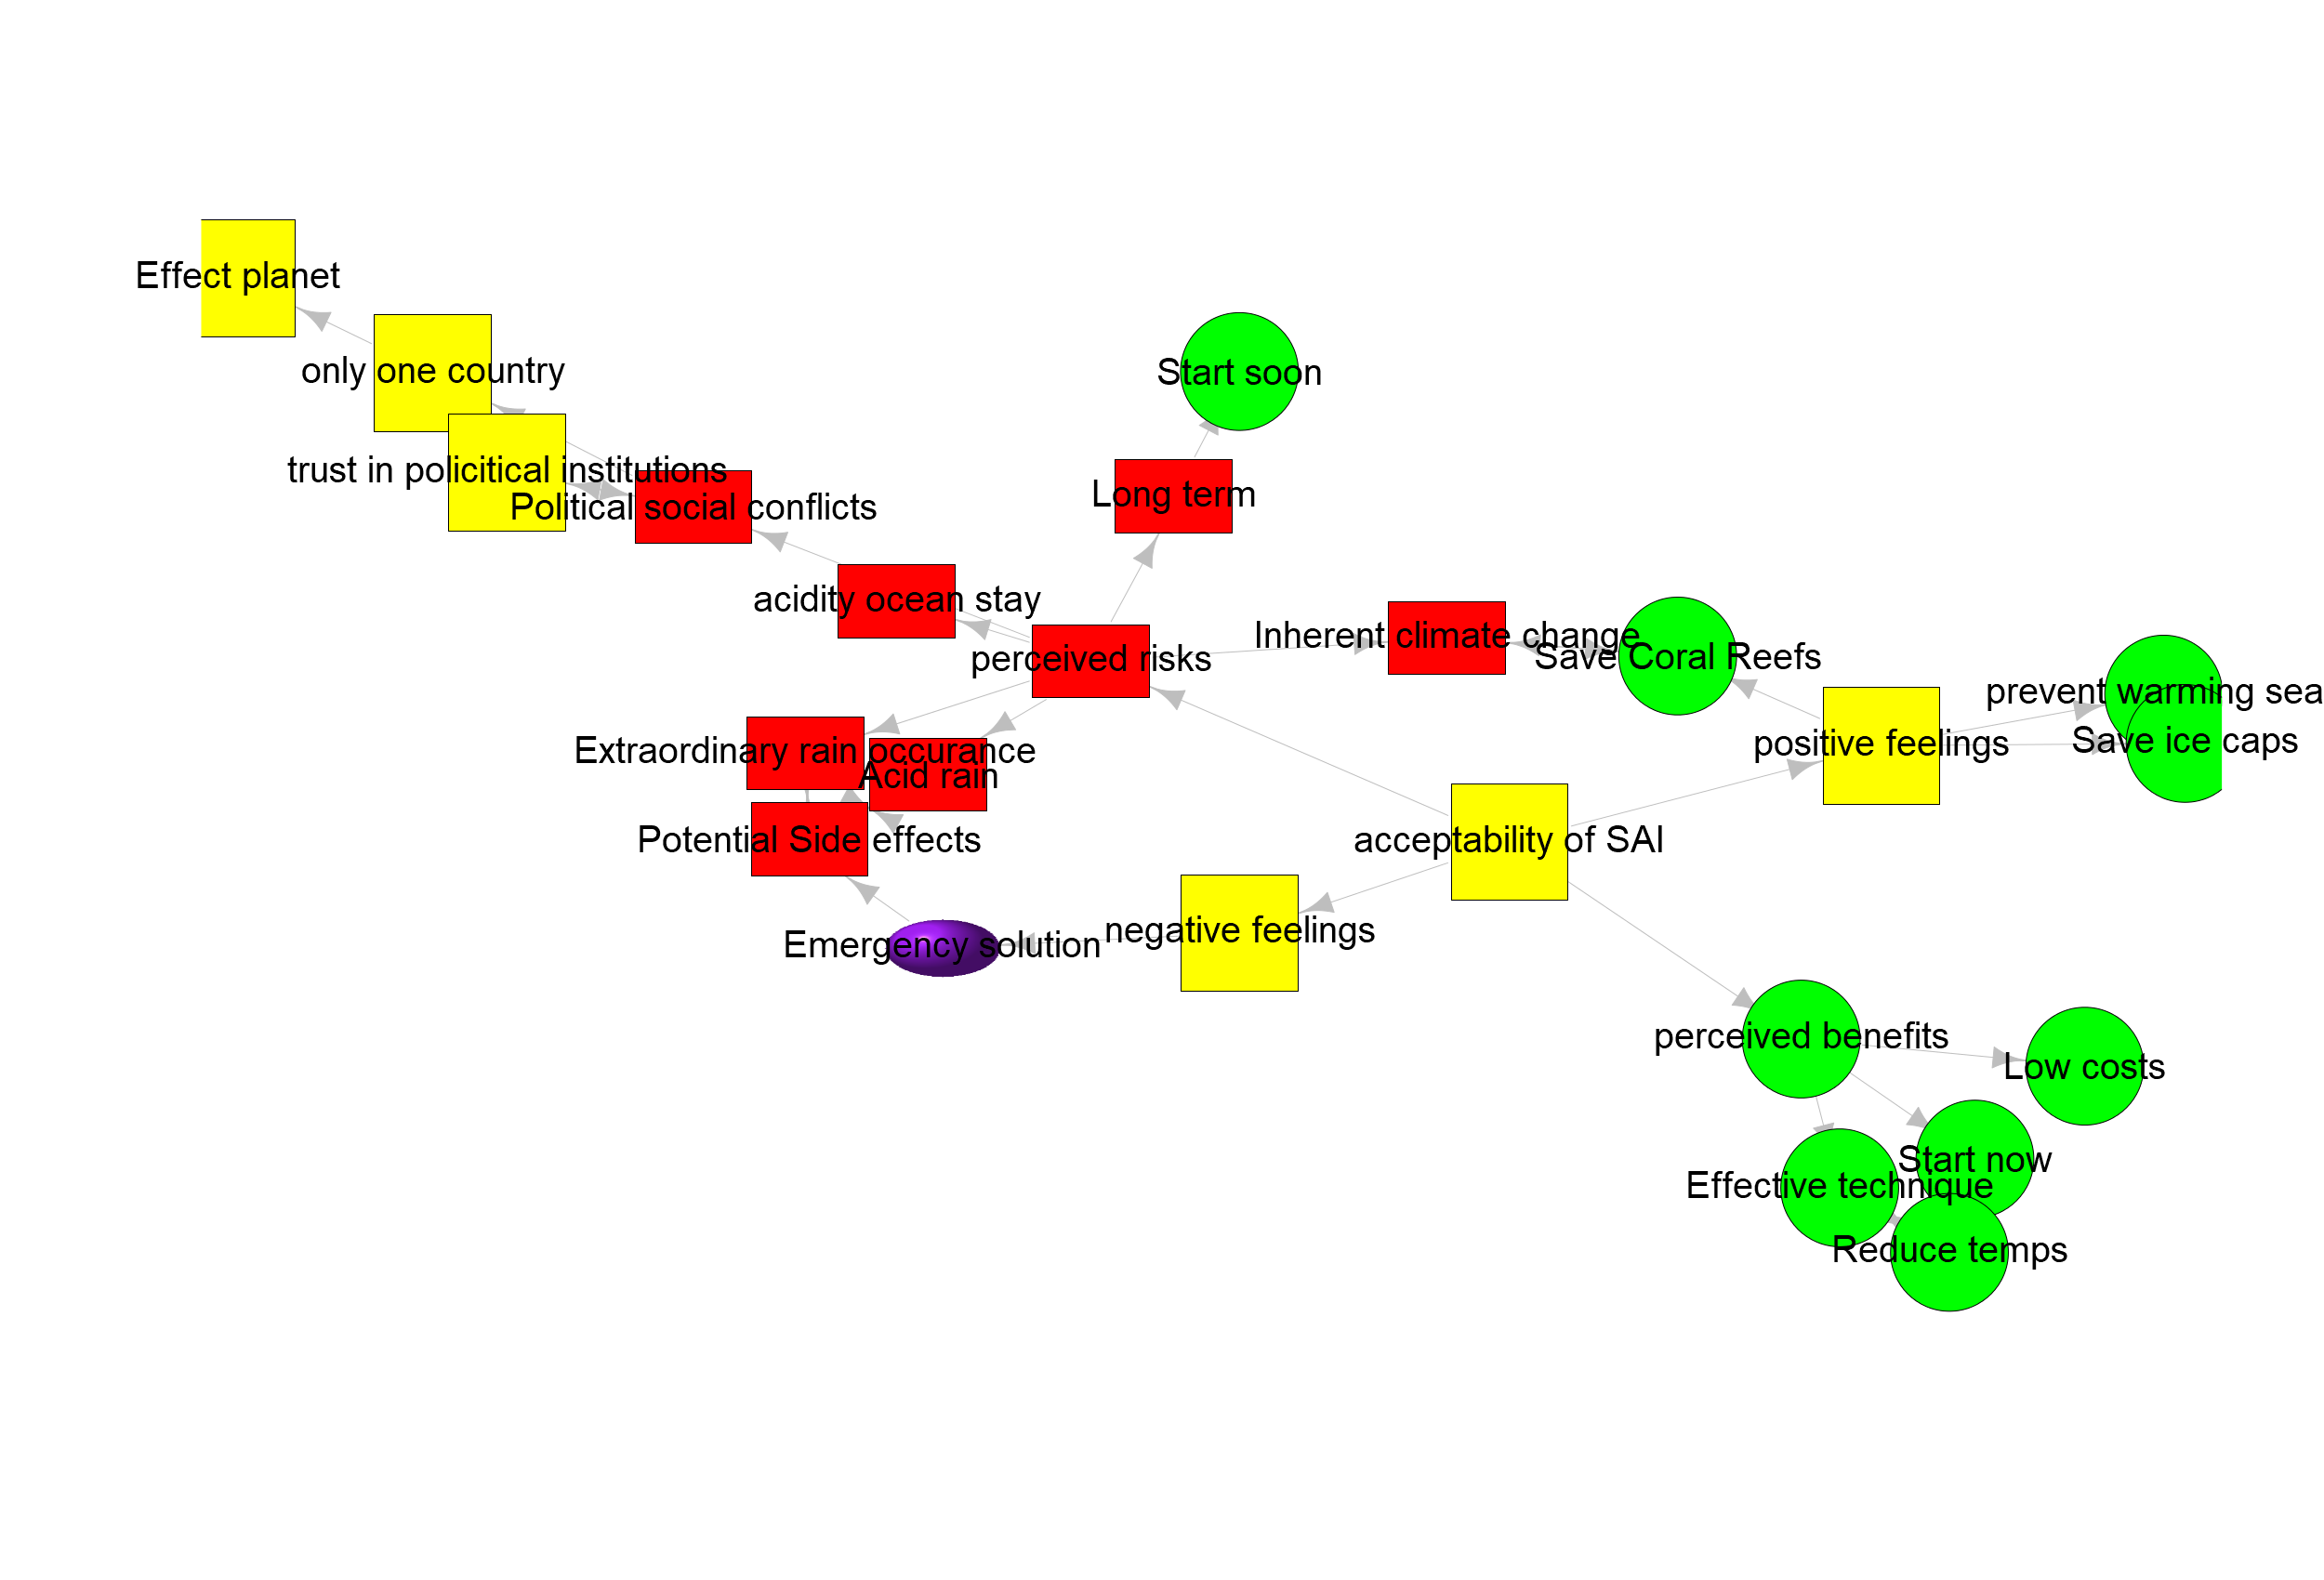 Effect planet
only one country
Start soon
trust in policitical institutions
Long term
Political social conflicts
acidity ocean stay
Inherent climate change
perceived risks
Save Coral Reefs
prevent warming sea
positive feelings
Save ice caps
Extraordinary rain occurance
Acid rain
Potential Side effects
acceptability of SAI
negative feelings
Emergency solution
perceived benefits
Low costs
Start now
Effective technique
Reduce temps